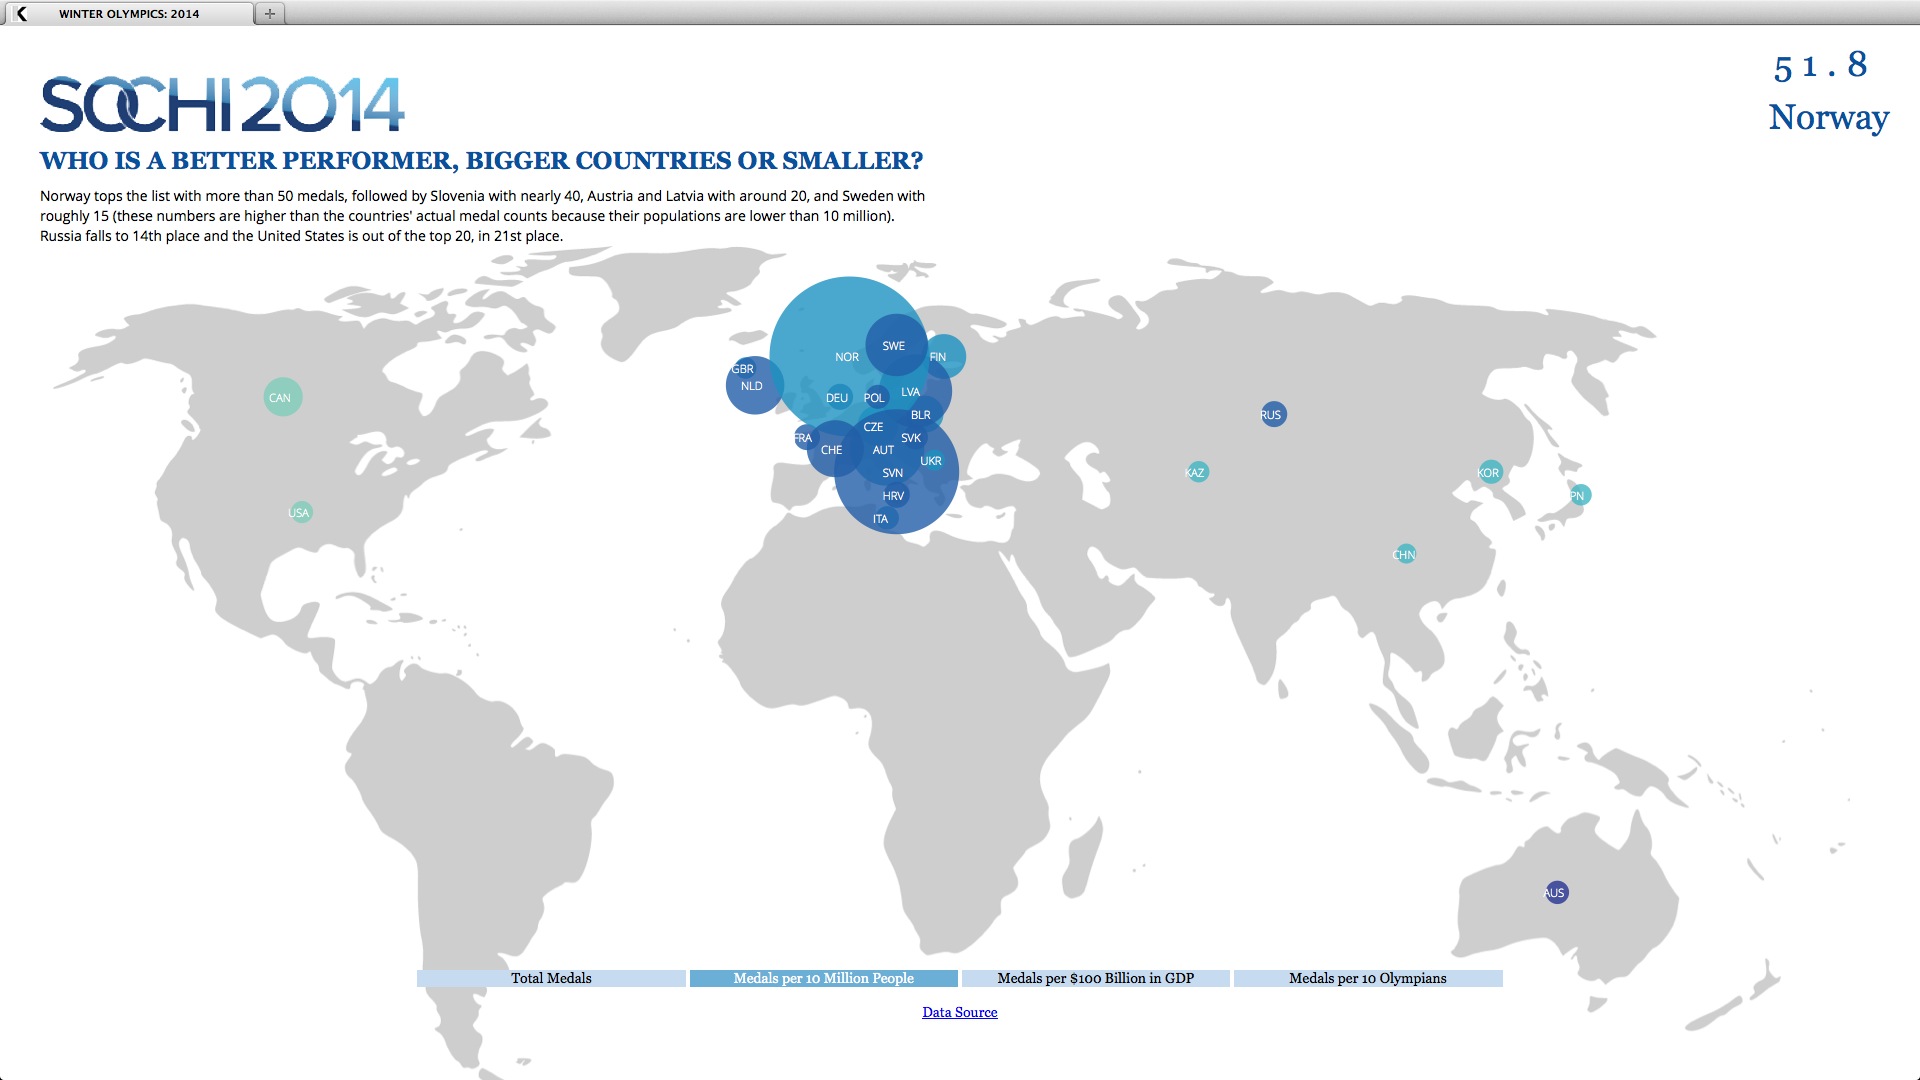 WINTER OLYMPICS: 2014
51.8
Norway
SOCHI 2014
WHO IS A BETTER PERFORMER, BIGGER COUNTRIES OR SMALLER?
Norway tops the list with more than 50 medals, followed by Slovenia with nearly 40, Austria and Latvia with around 20, and Sweden with
roughly 15 (these numbers are higher than the countries' actual medal counts because their populations are lower than 10 million).
Russia falls to 14th place and the United States is out of the top 20, in 21st place.
SWE
NOR
FIN
GBR
NLD
CAN
DEU
POL
LVA
BLR
RUS
CZE
FRA
SVK
CHE
AUT
UKR
SVN
KAZ
KOR
HRV
PN
USA
ITA
CHN
AUS
Total Medals
Medals per 10 Million People
Medals per $100 Billion in GDP
Medals per 10 Olympians
Data Source